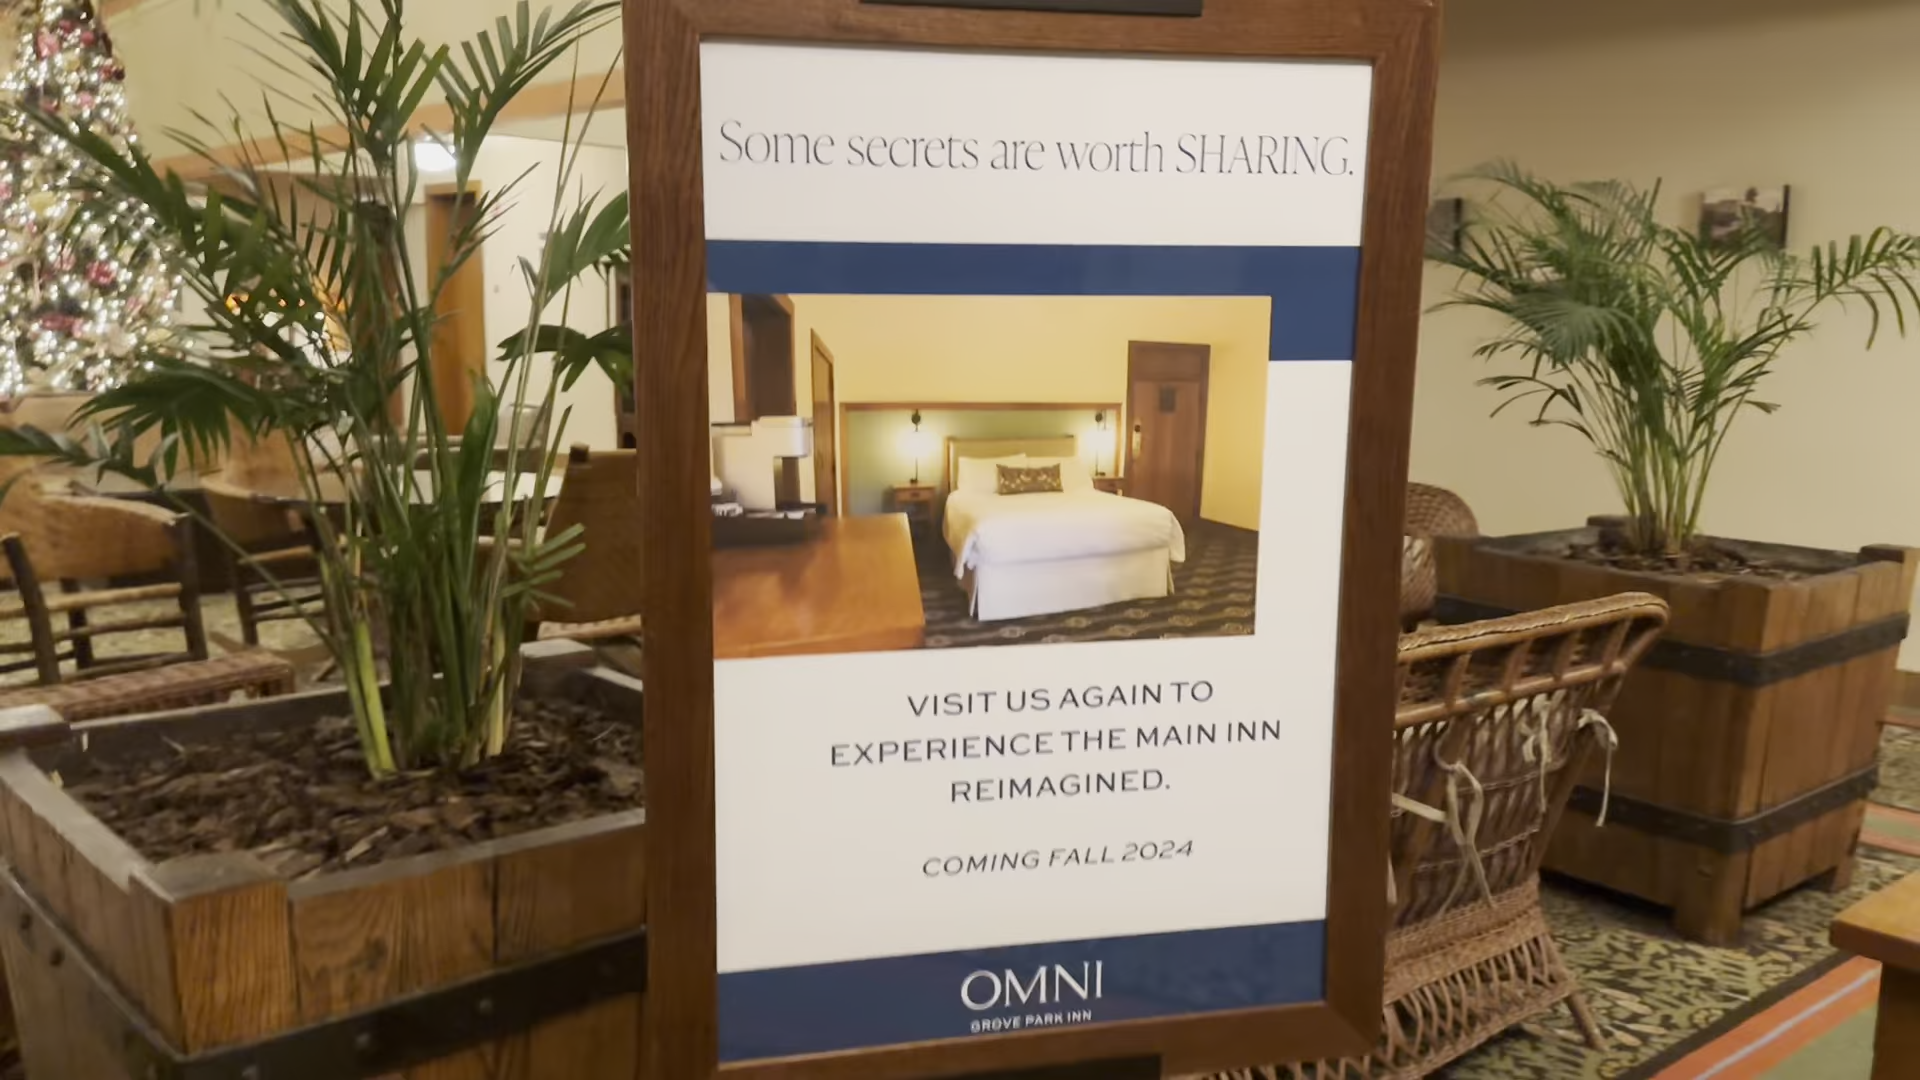 Some secrets are worth SHARING.
VISIT US AGAIN TO
EXPERIENCE THE MAIN INN
REIMAGINED.
COMING FALL 2024
OMNI
GROVE PARK INN